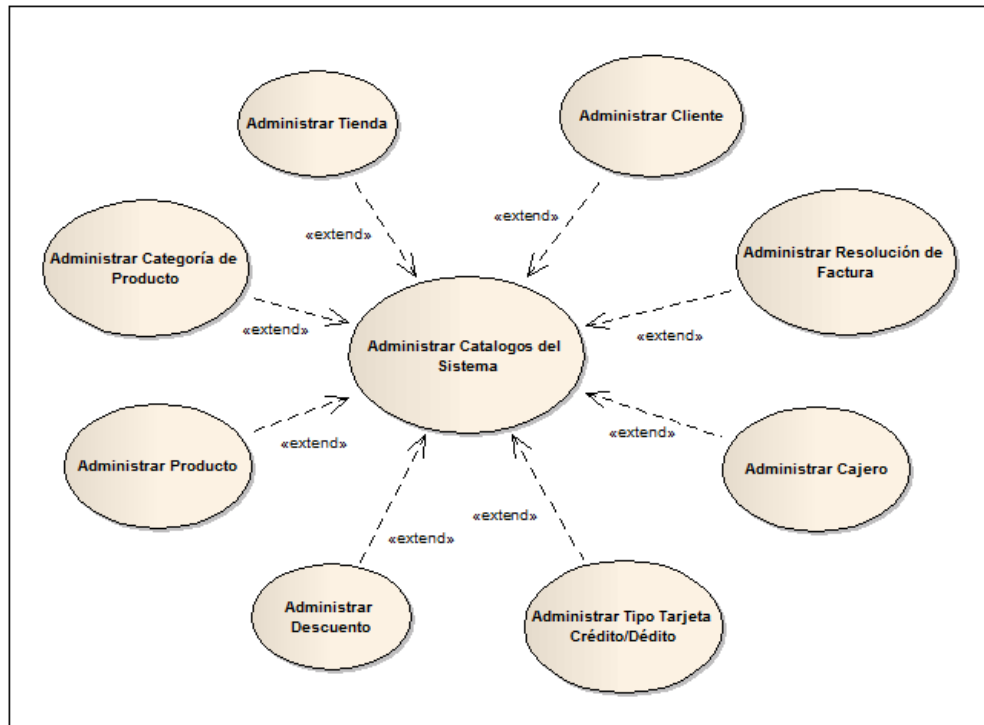 Administrar Tienda
Administrar Cliente
«extend»
«extend»
Administrar Categoría de
Producto
Administrar Resolución de
Factura
«extend»
«extend»
Administrar Catalogos del
Sistema
Administrar Producto
«extend»
«extend»
Administrar Cajero
«extend»
«extend»
Administrar
Descuento
Administrar Tipo Tarjeta
Crédito/Dédito